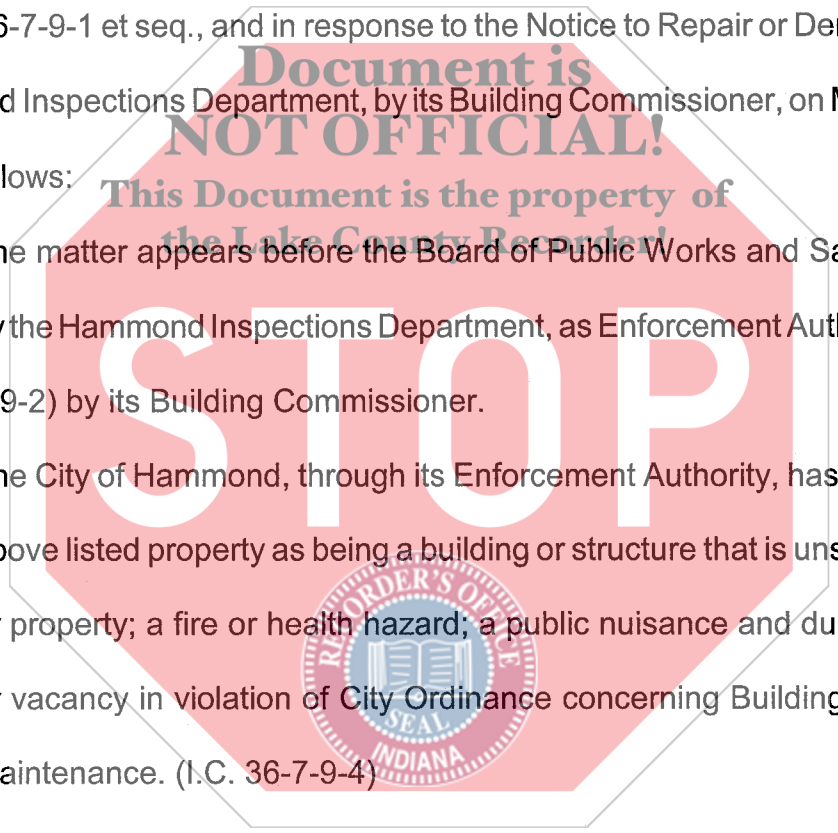 6-7-9-1 et seq., and in response to the Notice to Repair or De
Document is
d Inspections Department, by its Building Commissioner, on
NOT OFFICIAL!
lows:
This Document is the property of
the Lake County Recorder!
he matter appears before the Board of Public Works and Sa
the Hammond Inspections Department, as Enforcement Aut
STOP
9-2) by its Building Commissioner.
he City of Hammond, through its Enforcement Authority, has
bove listed property as being a building or structure that is uns
property; a fire or health hazard; a public nuisance and du
RECORDER'S OFFICE
vacancy in violation of City Ordinance concerning Building
SEAL
INDIANA
aintenance. (I.C. 36-7-9-4)